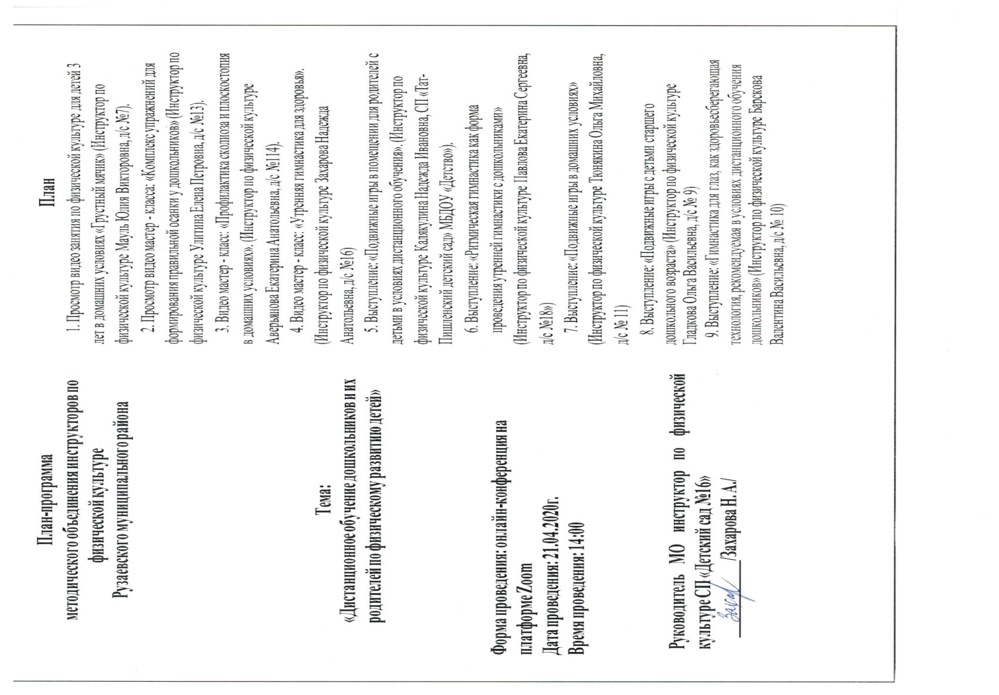 План-программа
методического объединения инструкторов по
физической культуре
Рузаевского муниципального района
Тема:
«Дистанционное обучение дошкольников и их
родителей по физическому развитию детей»
Форма проведения: онлайн-конференция на
платформе Zoom
Дата проведения: 21.04.2020г.
Время проведения: 14:00
Руководитель МО инструктор по физической
культуре СП «Детский сад №16»
/Захарова Н. А./
План
1. Просмотр видео занятия по физической культуре для детей 3
лет в домашних условиях «Грустный мячик» (Инструктор по
физической культуре Мауль Юлия Викторовна, д/с №7).
2. Просмотр видео мастер - класса: «Комплекс упражнений для
формирования правильной осанки у дошкольников» (Инструктор по
физической культуре Улитина Елена Петровна, д/с №13).
3. Видео мастер - класс: «Профилактика сколиоза и плоскостопия
в домашних условиях». (Инструктор по физической культуре
Аверьянова Екатерина Анатольевна, д/с №114).
4. Видео мастер - класс: «Утренняя гимнастика для здоровья».
(Инструктор по физической культуре Захарова Надежда
Анатольевна, д/с №16)
5. Выступление: «Подвижные игры в помещении для родителей с
детьми в условиях дистанционного обучения». (Инструктор по
физической культуре Калякулина Надежда Ивановна, СП «Тат-
Пишленский детский сад» МБДОУ «Детство»).
6. Выступление: «Ритмическая гимнастика как форма
проведения утренней гимнастики с дошкольниками»
(Инструктор по физической культуре Павлова Екатерина Сергеевна,
д/с №18»)
7. Выступление: «Подвижные игры в домашних условиях»
(Инструктор по физической культуре Тюнякина Ольга Михайловна,
д/с № 11)
8. Выступление: «Подвижные игры с детьми старшего
дошкольного возраста» (Инструктор по физической культуре
Гладкова Ольга Васильевна, д/с № 9)
9. Выступление: «Гимнастика для глаз, как здоровьесберегающая
технология, рекомендуемая в условиях дистанционного обучения
дошкольников» (Инструктор по физической культуре Барскова
Валентина Васильевна, д/с № 10)